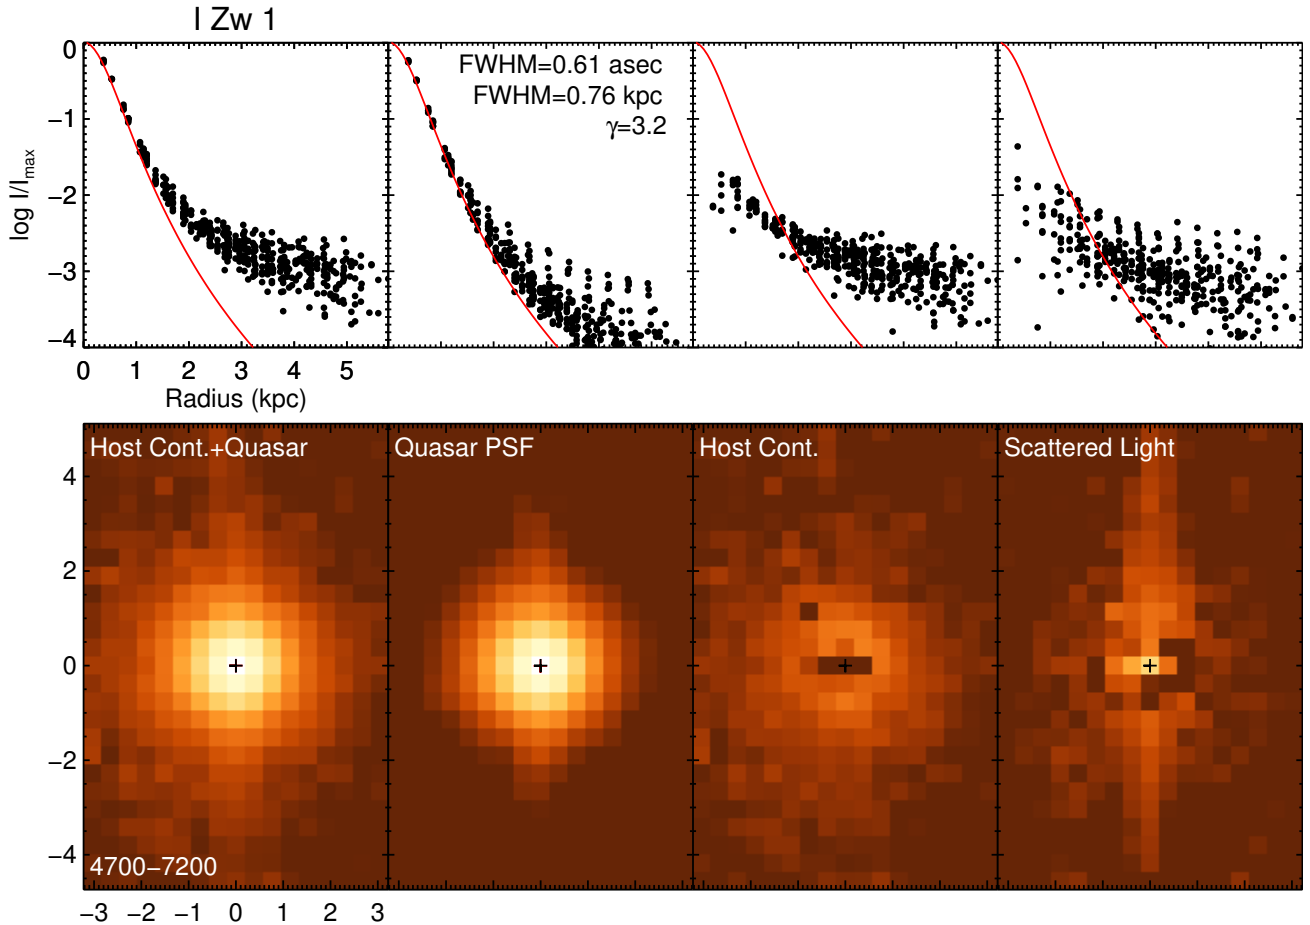 I Zw 1
0
−1
−2
−3
−4
log I/I_max
FWHM=0.61 asec
FWHM=0.76 kpc
γ=3.2
0 1 2 3 4 5
Radius (kpc)
Host Cont.+Quasar
Quasar PSF
Host Cont.
Scattered Light
4
2
0
−2
−4
4700−7200
−3 −2 −1 0 1 2 3